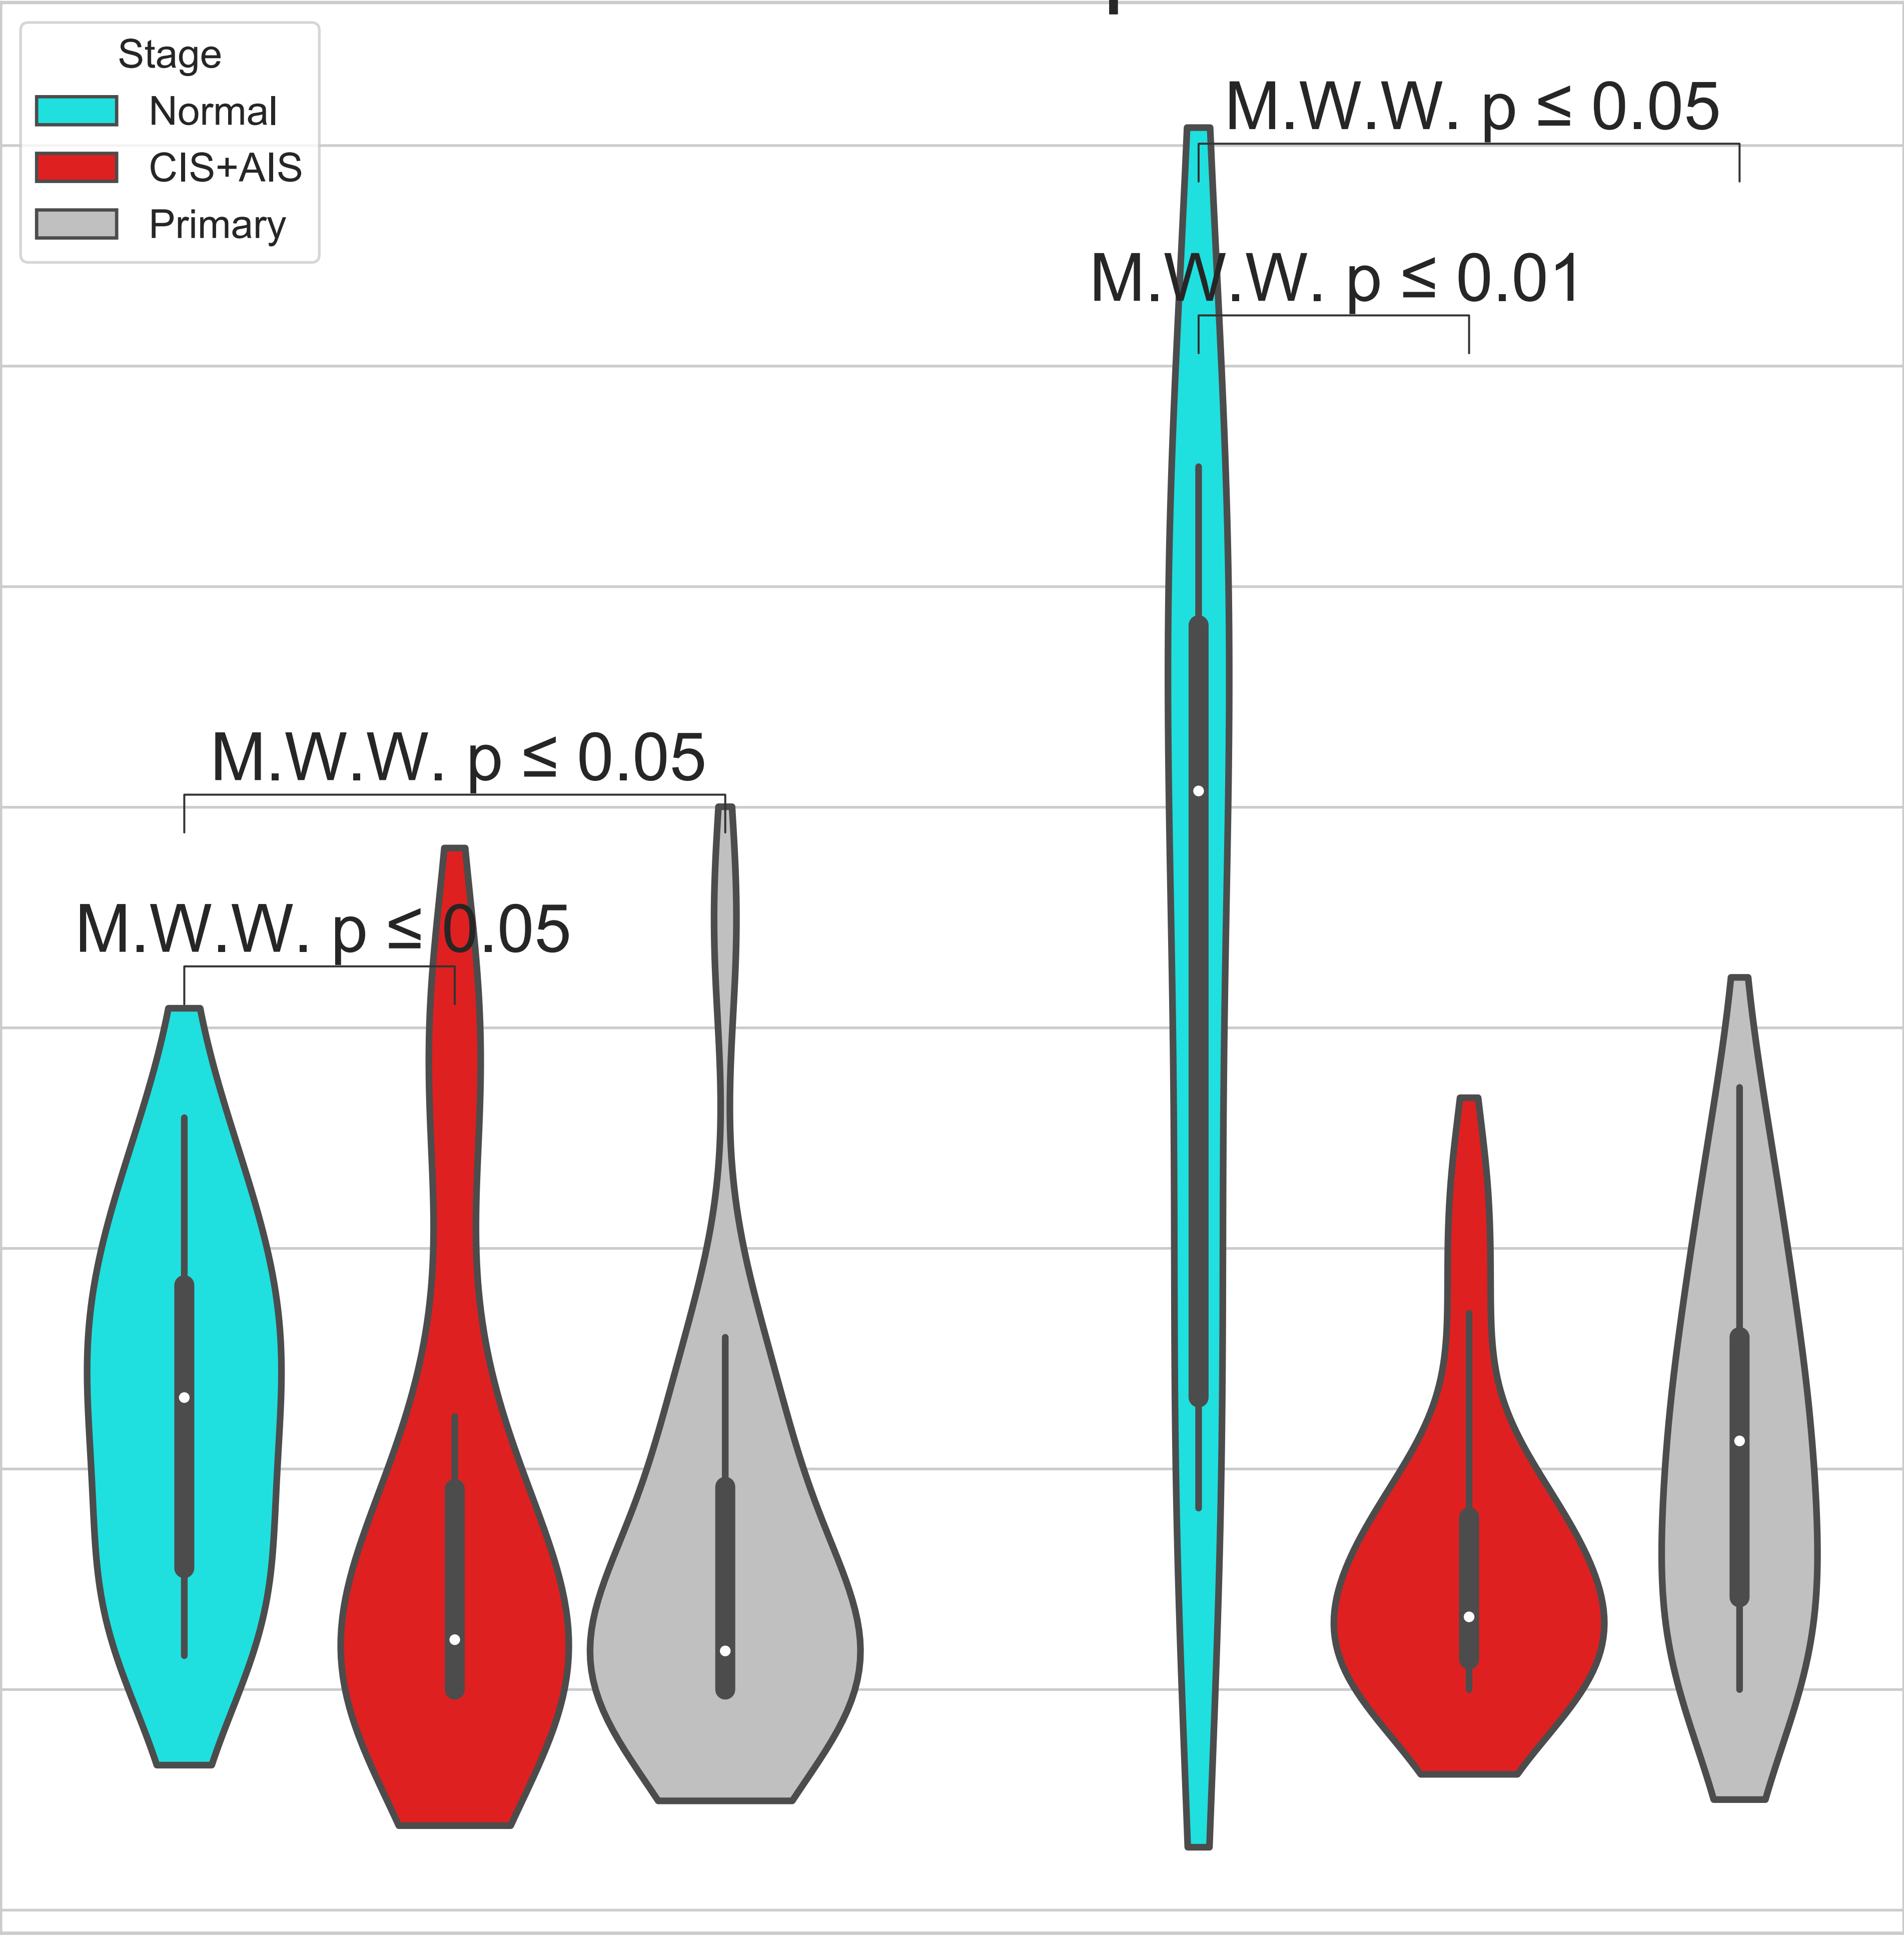 Stage
Normal
CIS+AIS
Primary
M.W.W. p ≤ 0.05
M.W.W. p ≤ 0.01
M.W.W. p ≤ 0.05
M.W.W. p ≤ 0.05